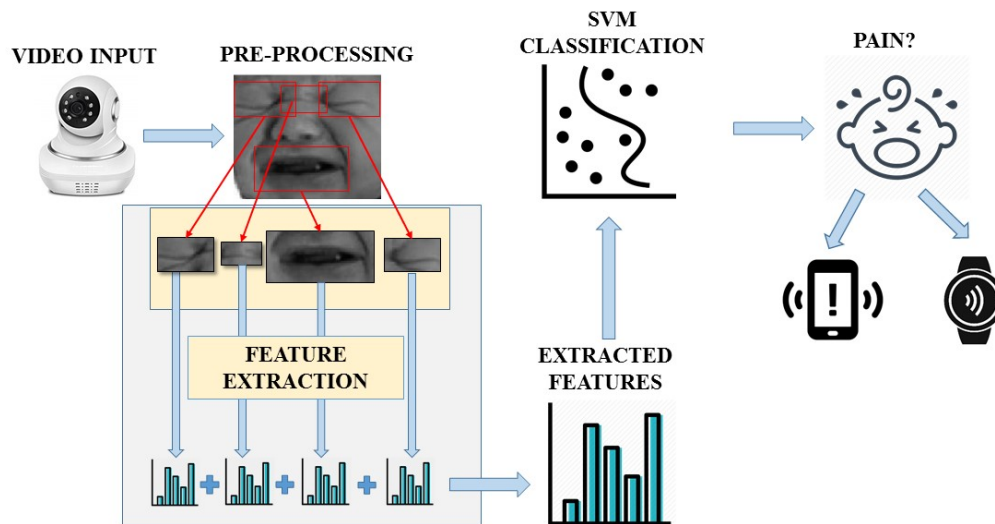 VIDEO INPUT
PRE-PROCESSING
SVM
CLASSIFICATION
PAIN?
FEATURE
EXTRACTION
EXTRACTED
FEATURES
!